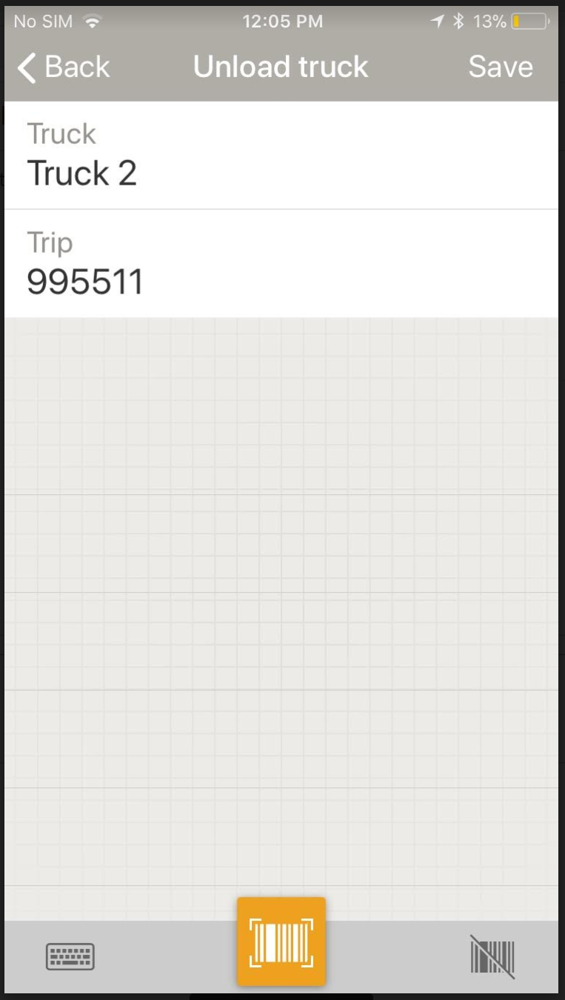 No SIM 12:05 PM 13%
Back Unload truck Save
Truck
Truck 2
Trip
995511